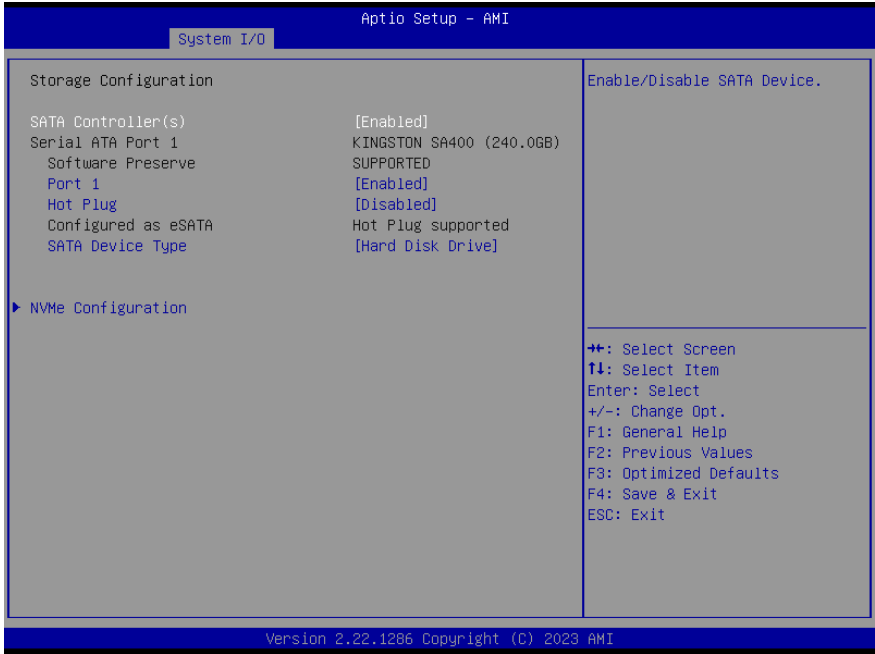 Aptio Setup – AMI
System I/O
Storage Configuration
Enable/Disable SATA Device.
SATA Controller(s) [Enabled]
Serial ATA Port 1 KINGSTON SA400 (240.0GB)
Software Preserve SUPPORTED
Port 1 [Enabled]
Hot Plug [Disabled]
Configured as eSATA Hot Plug supported
SATA Device Type [Hard Disk Drive]
▶ NVMe Configuration
→←: Select Screen
↑↓: Select Item
Enter: Select
+/-: Change Opt.
F1: General Help
F2: Previous Values
F3: Optimized Defaults
F4: Save & Exit
ESC: Exit
Version 2.22.1286 Copyright (C) 2023 AMI